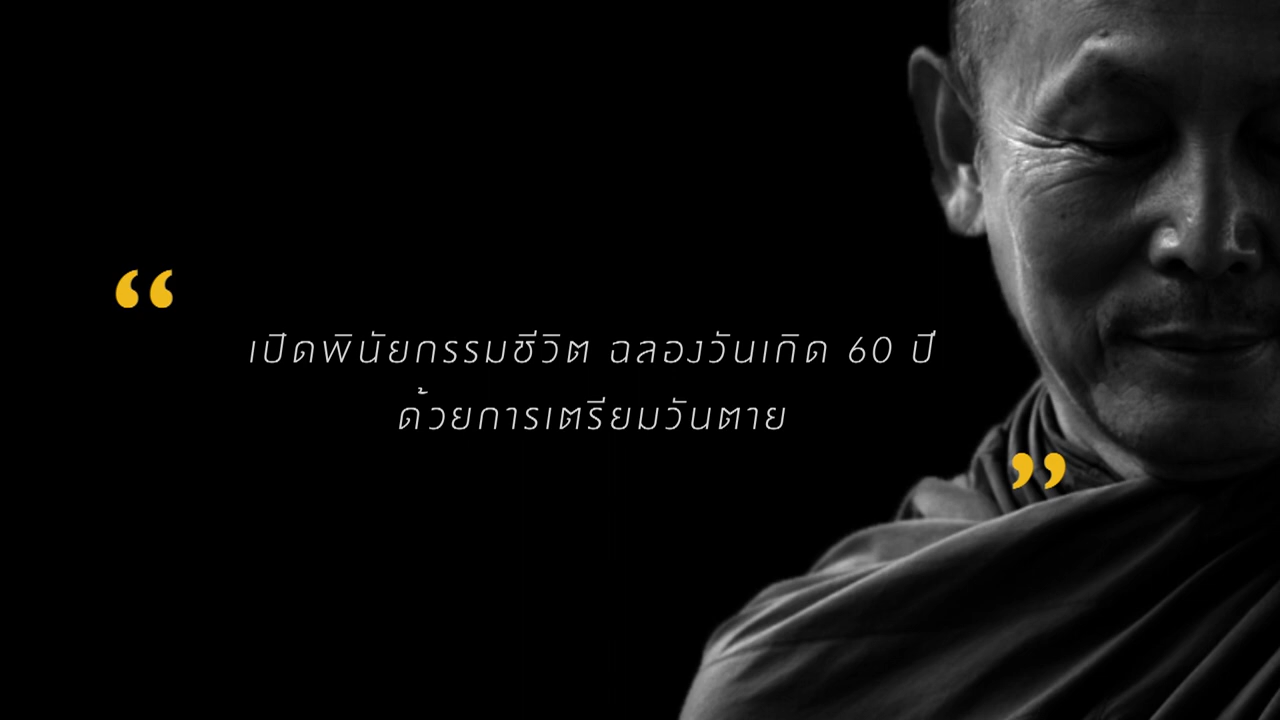 “
เปิดพินัยกรรมชีวิต ฉลองวันเกิด 60 ปี
ด้วยการเตรียมวันตาย
”